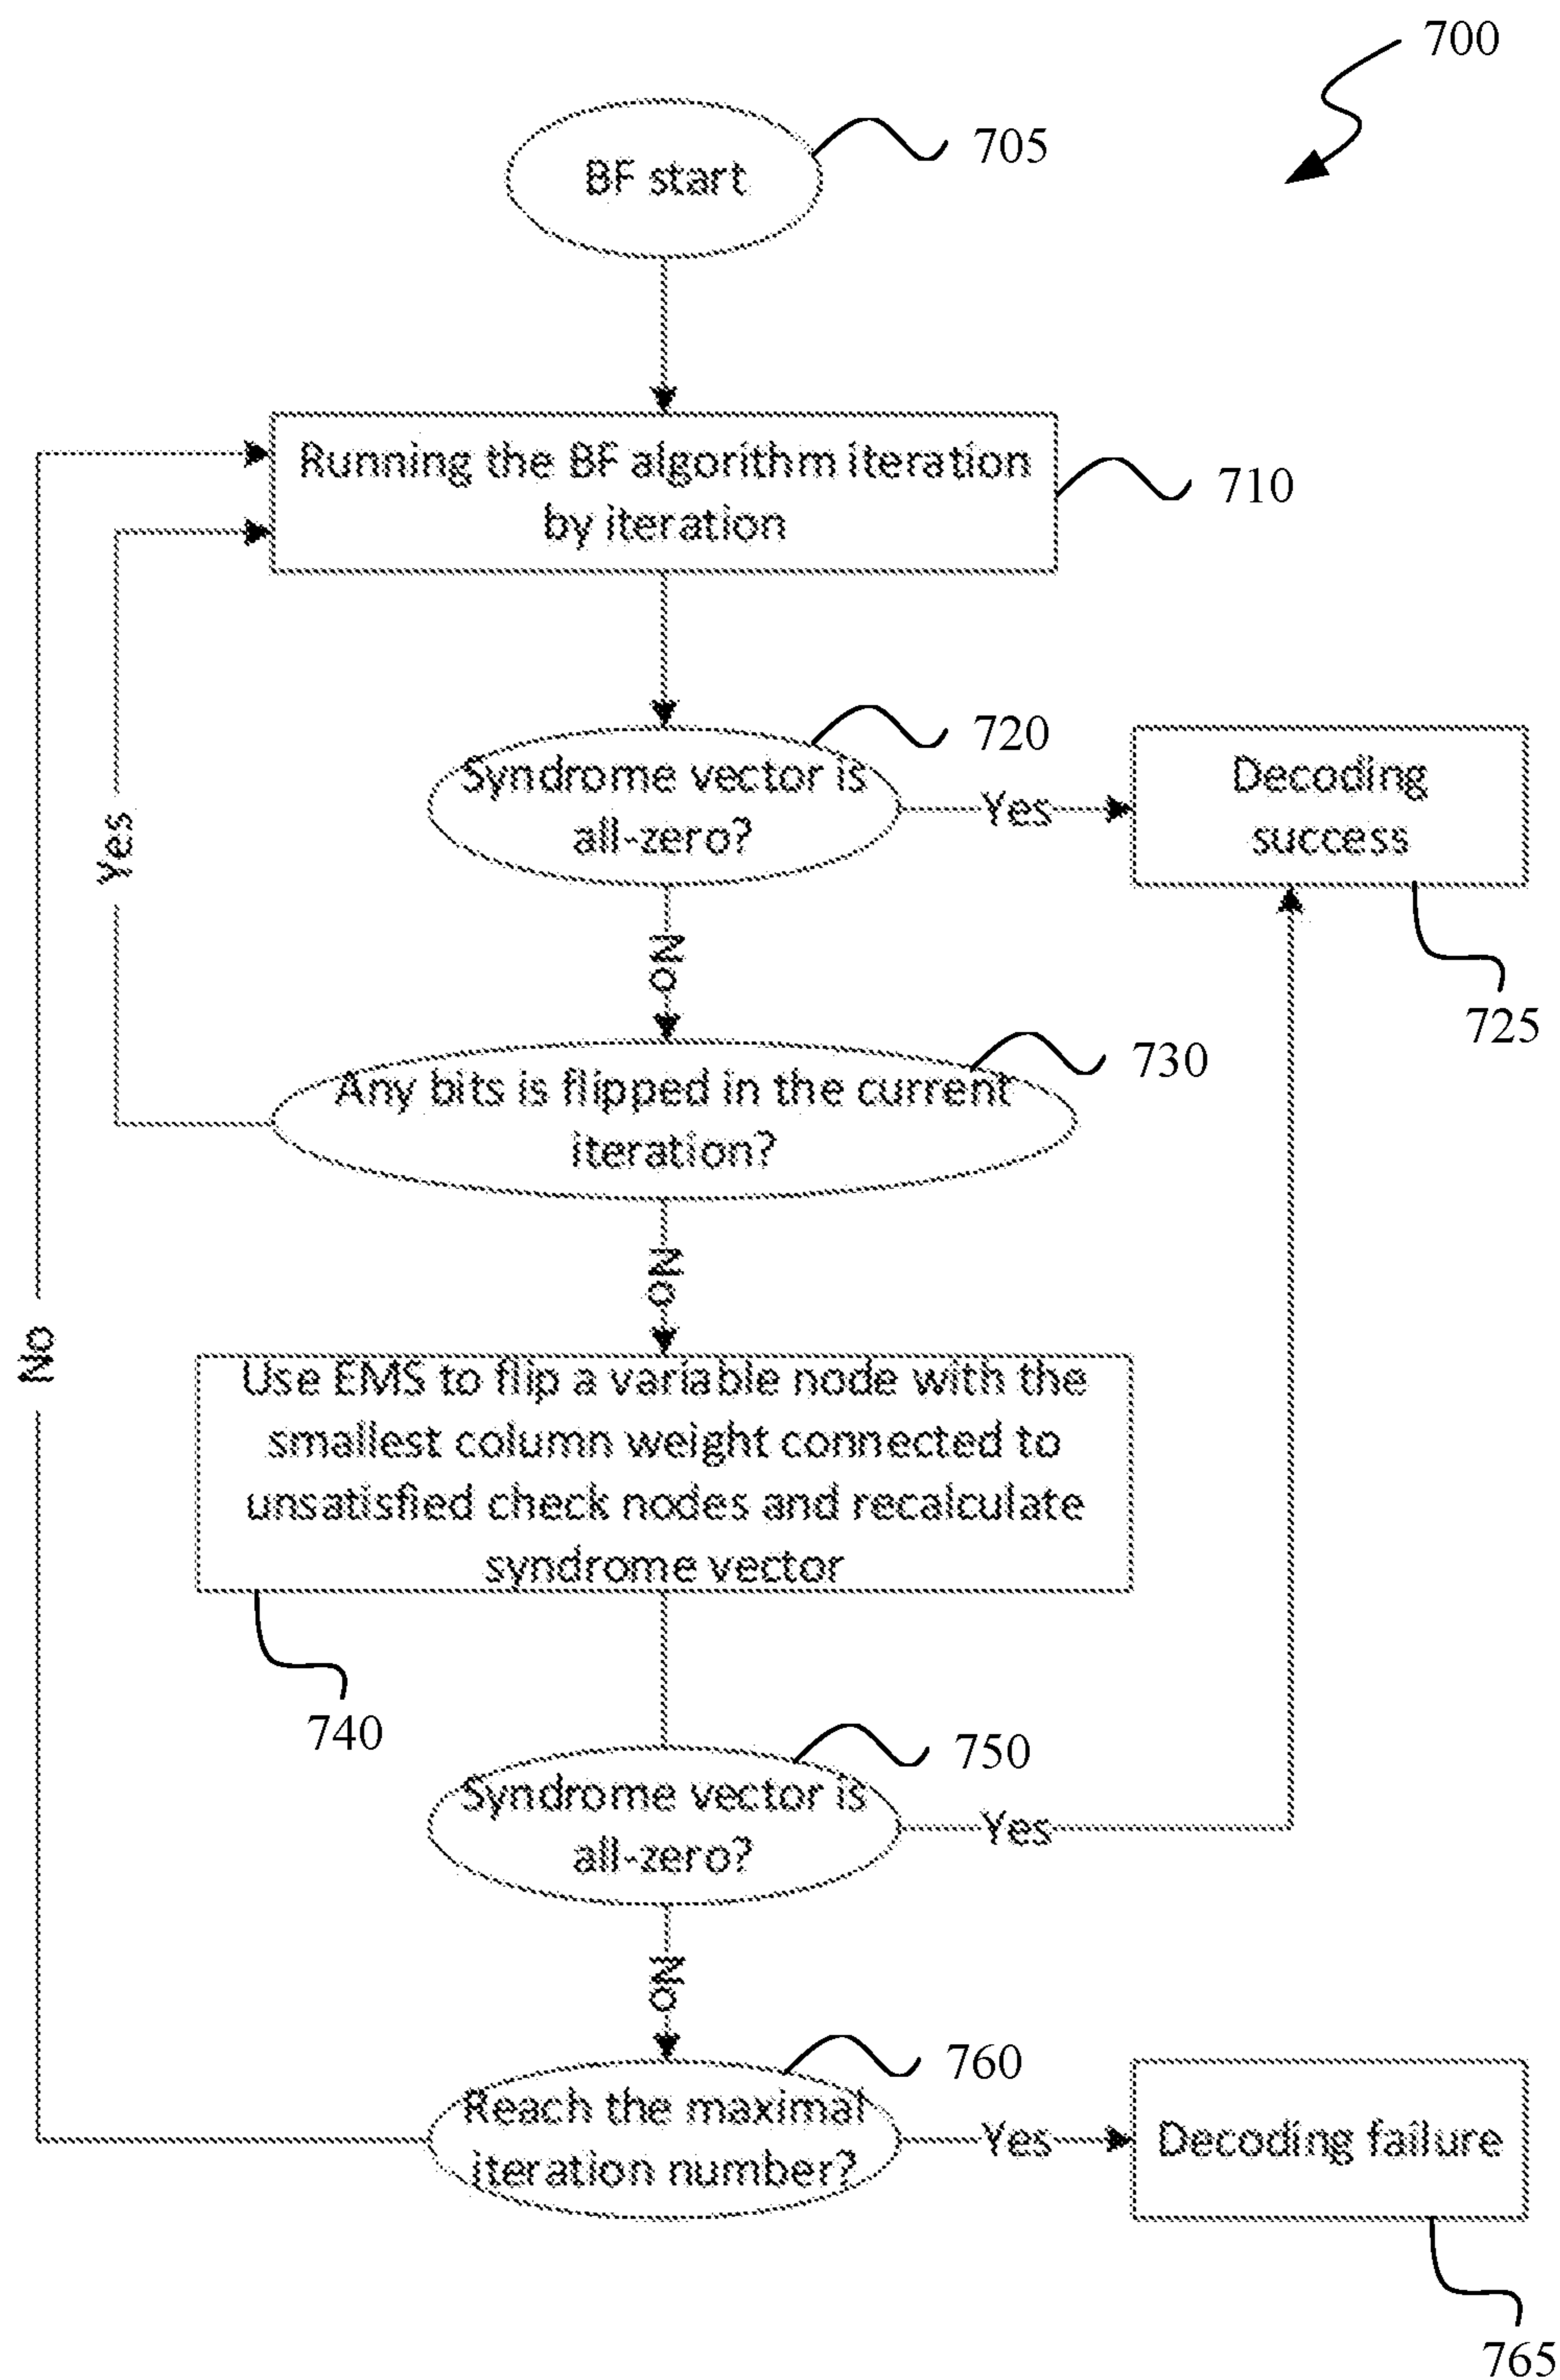 700
705
BF start
Running the BF algorithm iteration
by iteration
710
720
Syndrome vector is
all-zero?
Yes
Decoding
success
725
Yes
No
730
Any bits is flipped in the current
iteration?
No
No
Use EMS to flip a variable node with the
smallest column weight connected to
unsatisfied check nodes and recalculate
syndrome vector
740
750
Syndrome vector is
all-zero?
Yes
No
760
Reach the maximal
iteration number?
Yes
Decoding failure
765